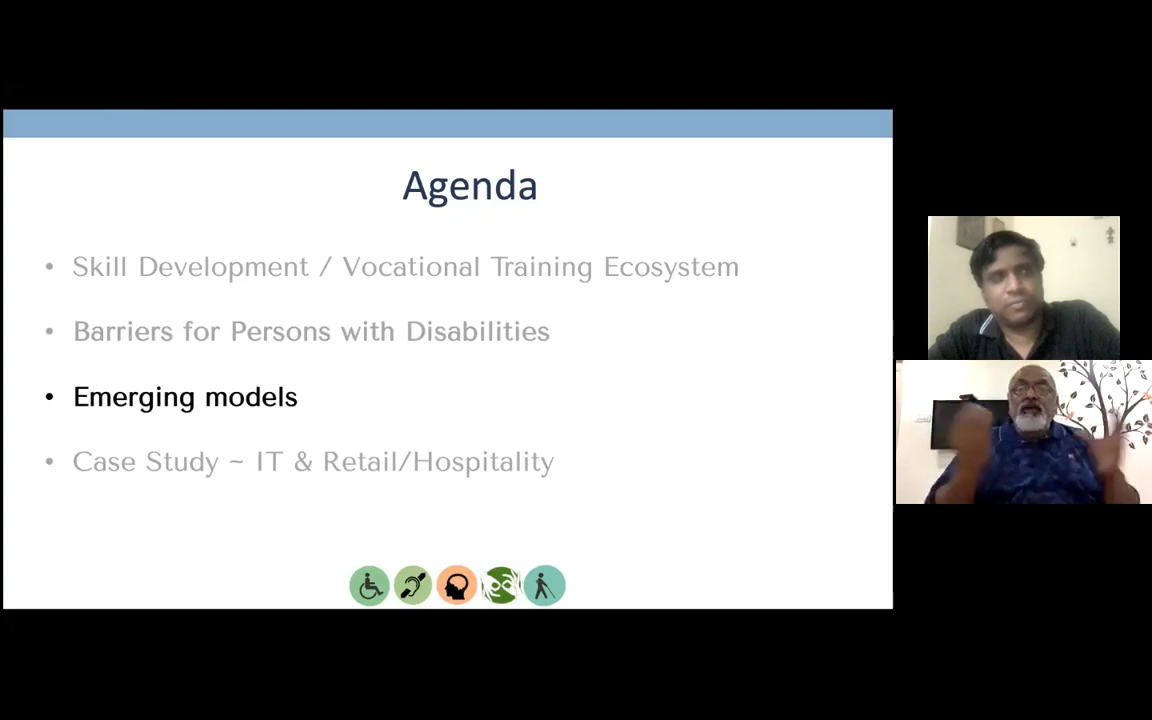 Agenda
• Skill Development / Vocational Training Ecosystem
• Barriers for Persons with Disabilities
• Emerging models
• Case Study ~ IT & Retail/Hospitality